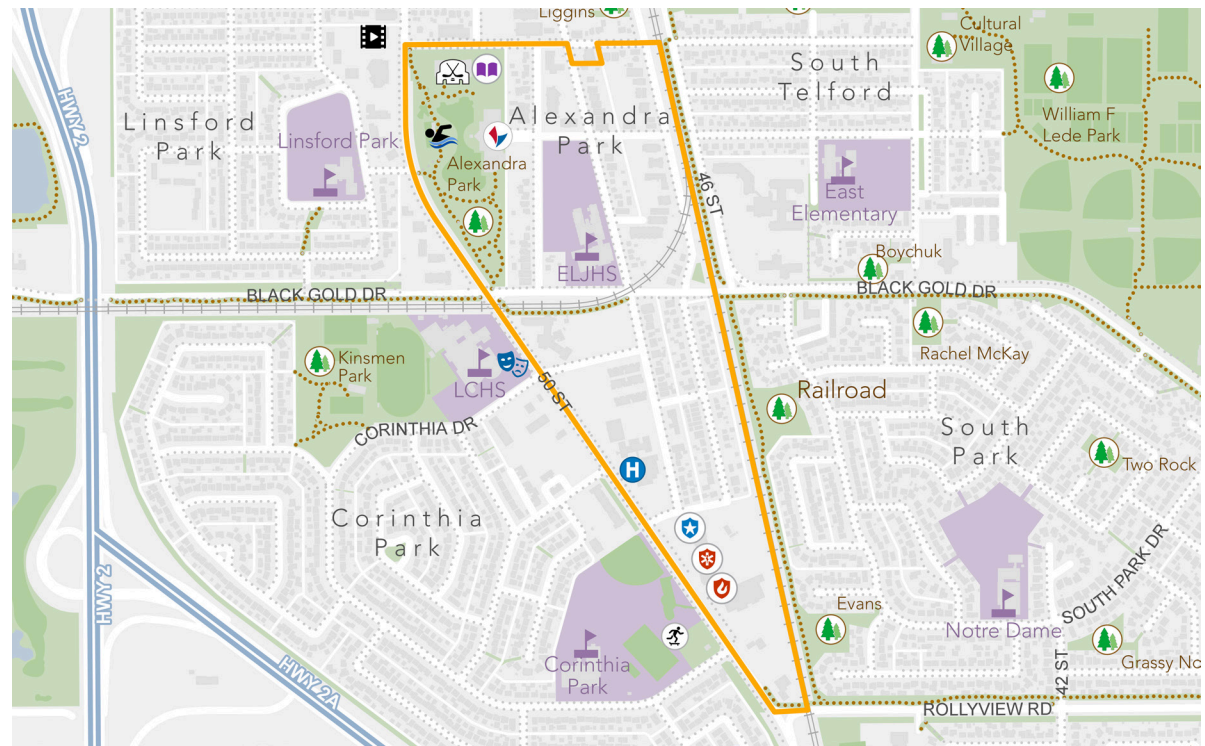 Liggins
Cultural
Village
HWY 2
South
Telford
William F
Lede Park
Linsford
Park
Linsford Park
Alexandra
Park
Alexandra
Park
46 ST
East
Elementary
ELJHS
Boychuk
BLACK GOLD DR
BLACK GOLD DR
Kinsmen
Park
LCHS
50 ST
Rachel McKay
Railroad
CORINTHIA DR
South
Park
Two Rock
H
Corinthia
Park
HWY 2
SOUTH PARK DR
Evans
Notre Dame
Corinthia
Park
HWY 2A
42 ST
Grassy No
ROLLYVIEW RD